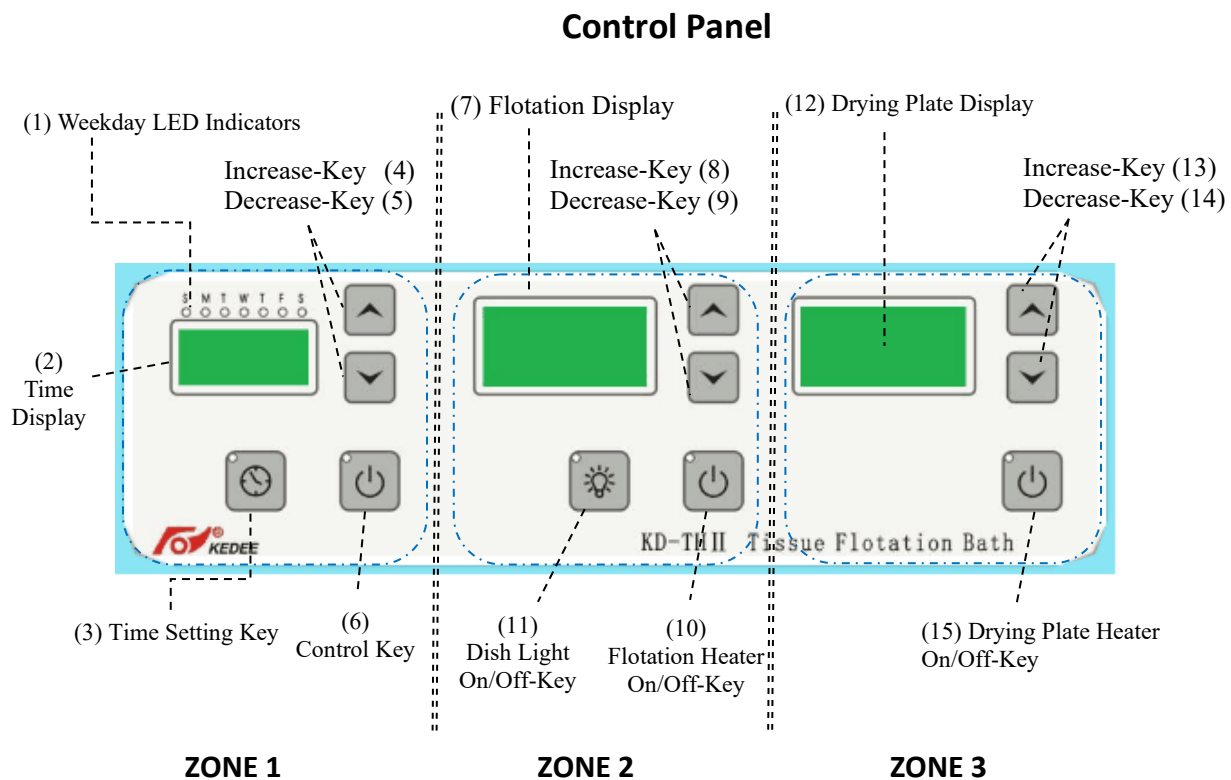 Control Panel
(1) Weekday LED Indicators
(7) Flotation Display
(12) Drying Plate Display
Increase-Key (4)
Decrease-Key (5)
Increase-Key (8)
Decrease-Key (9)
Increase-Key (13)
Decrease-Key (14)
S M T W T F S
(2)
Time
Display
® KEDEE
KD-THⅡ Tissue Flotation Bath
(3) Time Setting Key
(6)
Control Key
(11)
Dish Light
On/Off-Key
(10)
Flotation Heater
On/Off-Key
(15) Drying Plate Heater
On/Off-Key
ZONE 1
ZONE 2
ZONE 3